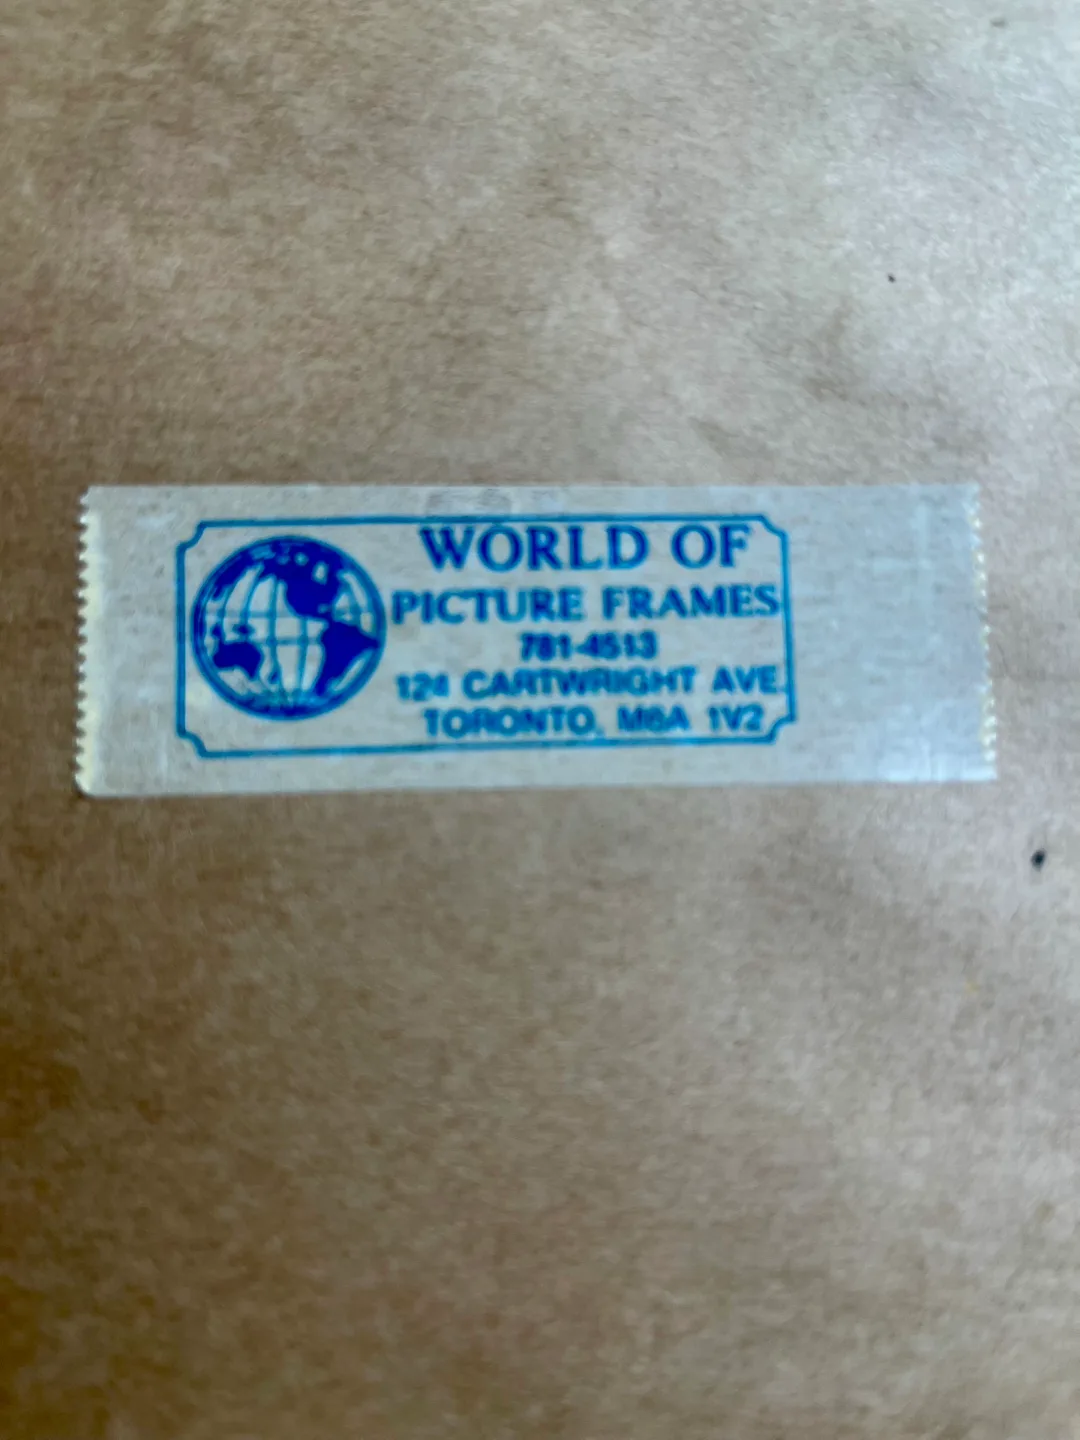 WORLD OF
PICTURE FRAMES
781-4513
124 CARTWRIGHT AVE.
TORONTO, M6A 1V2